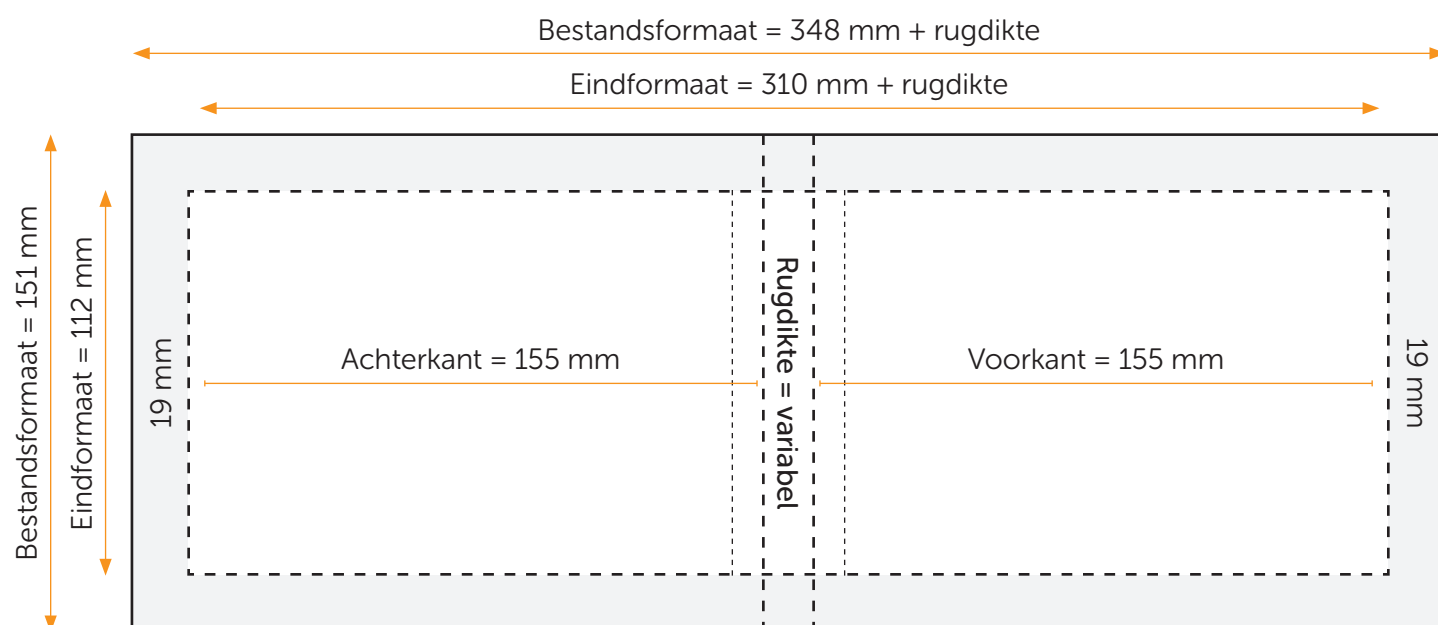 Bestandsformaat = 348 mm + rugdikte
Eindformaat = 310 mm + rugdikte
Bestandsformaat = 151 mm
Eindformaat = 112 mm
19 mm
Achterkant = 155 mm
Rugdikte = variabel
Voorkant = 155 mm
19 mm